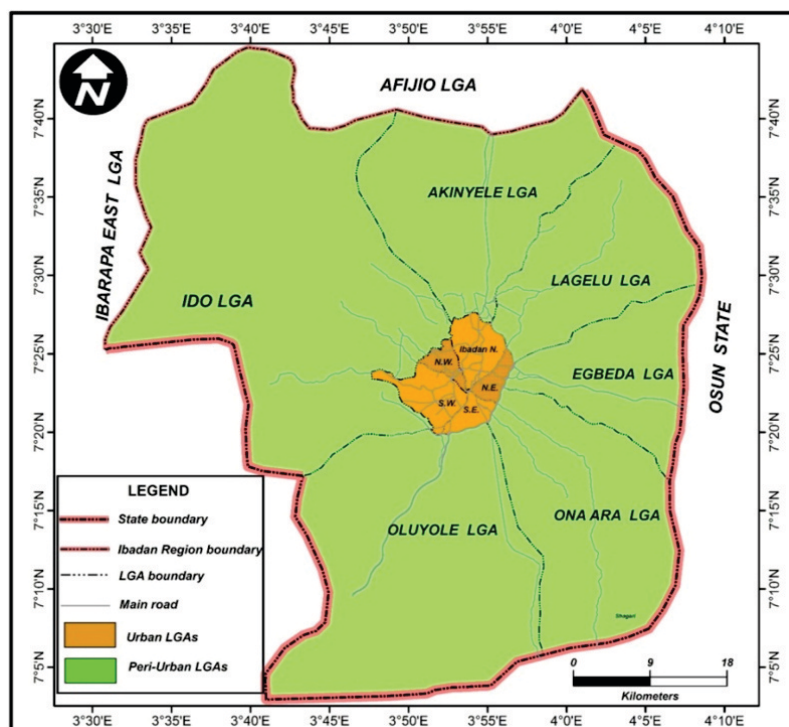 3°30'E 3°35'E 3°40'E 3°45'E 3°50'E 3°55'E 4°0'E 4°5'E 4°10'E
N
AFIJIO LGA
7°40'N 7°40'N
IBARAPA EAST LGA
AKINYELE LGA
7°35'N 7°35'N
7°30'N 7°30'N
LAGELU LGA
IDO LGA
OSUN STATE
7°25'N 7°25'N
Ibadan N.
N.W.
EGBEDA LGA
N.E.
S.W.
S.E.
7°20'N 7°20'N
LEGEND
State boundary
Ibadan Region boundary
LGA boundary
Main road
Urban LGAs
Peri-Urban LGAs
7°15'N 7°15'N
OLUYOLE LGA
ONA ARA LGA
7°10'N 7°10'N
Shagari
7°5'N 7°5'N
0 9 18
Kilometers
3°30'E 3°35'E 3°40'E 3°45'E 3°50'E 3°55'E 4°0'E 4°5'E 4°10'E